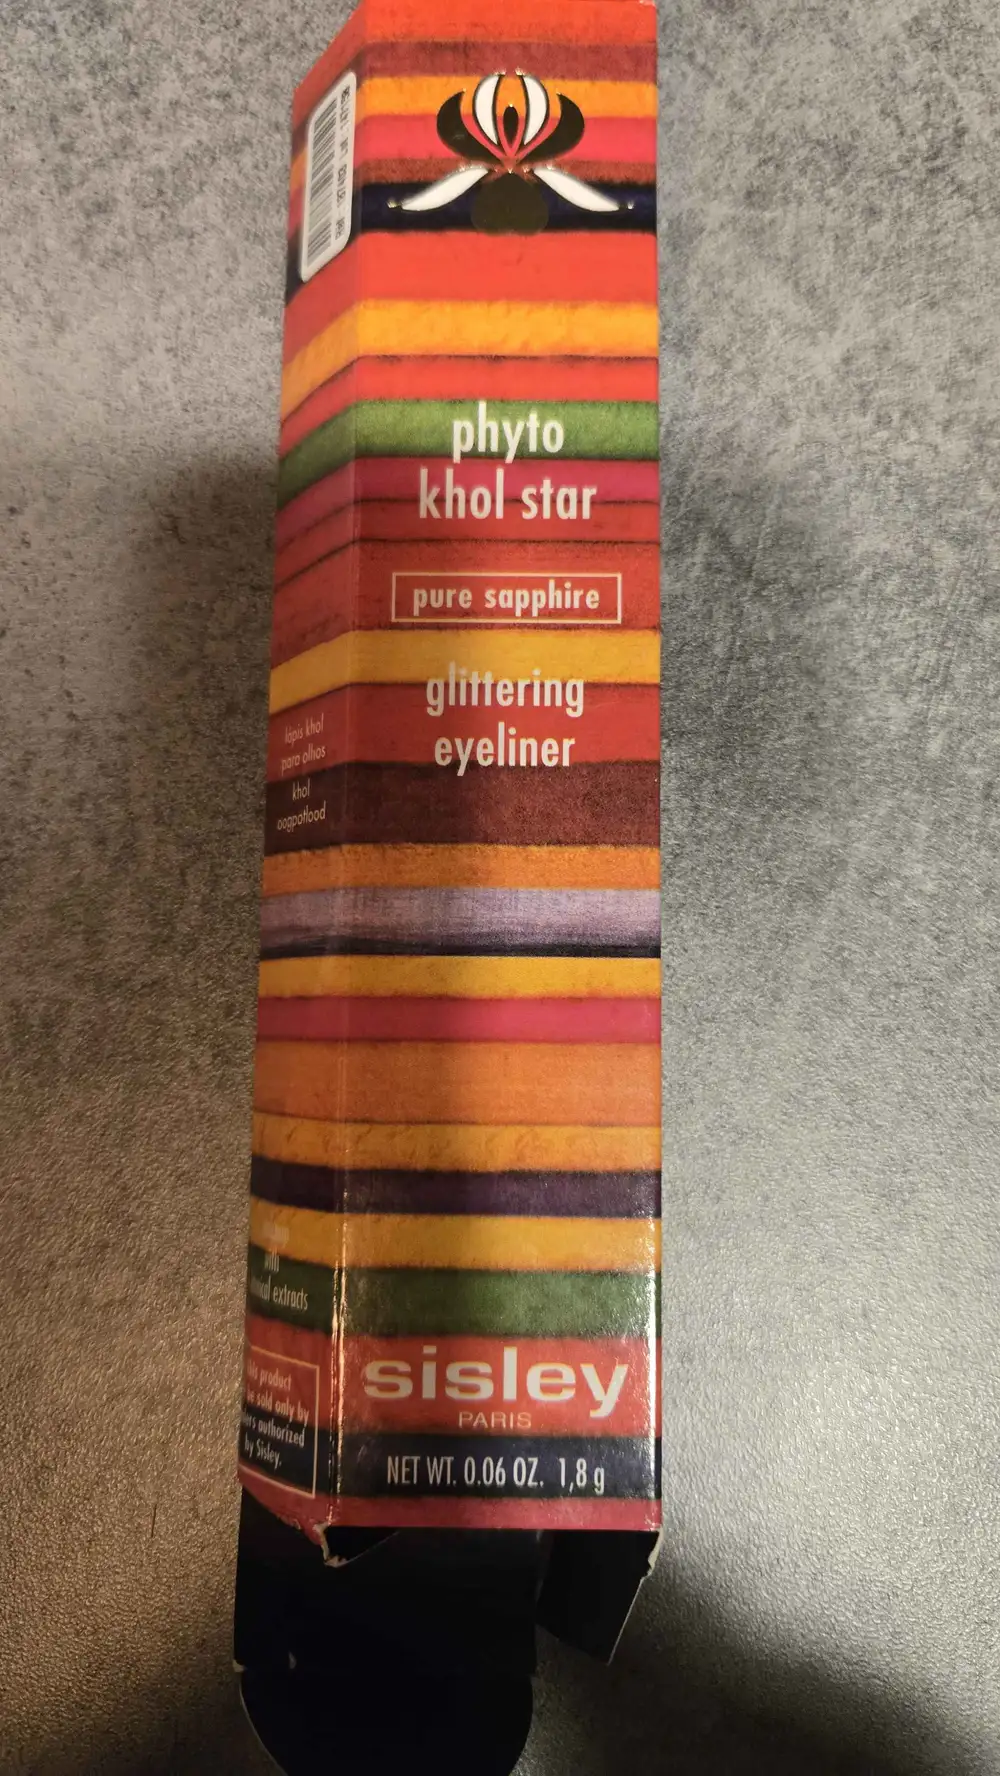 phyto
khol star
pure sapphire
glittering
eyeliner
lápis khol
para olhos
khol
oogpotlood
extracts
product
be sold only by
authorized
by Sisley.
sisley
PARIS
NET WT. 0.06 OZ. 1,8 g